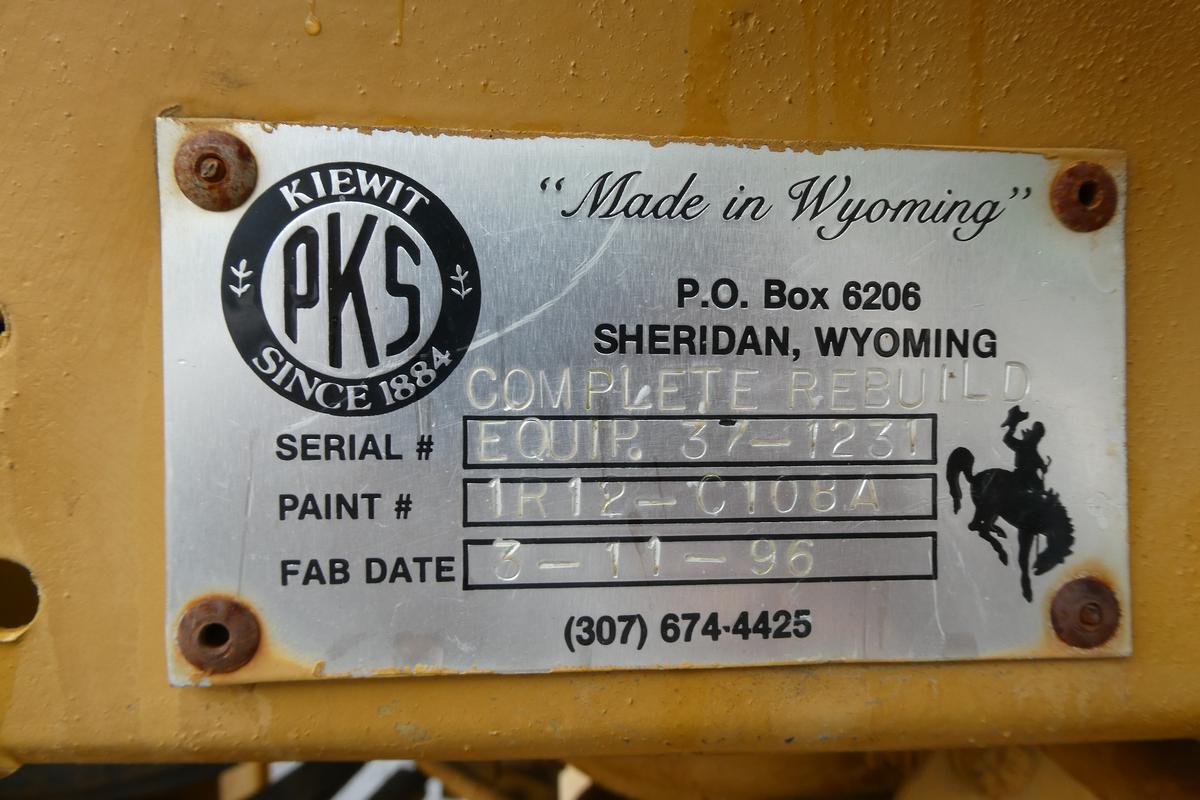 KIEWIT
PKS
SINCE 1884
"Made in Wyoming"
P.O. Box 6206
SHERIDAN, WYOMING
COMPLETE REBUILD
SERIAL # EQUIP. 37-1231
PAINT # 1R12-C108A
FAB DATE 3-11-96
(307) 674-4425